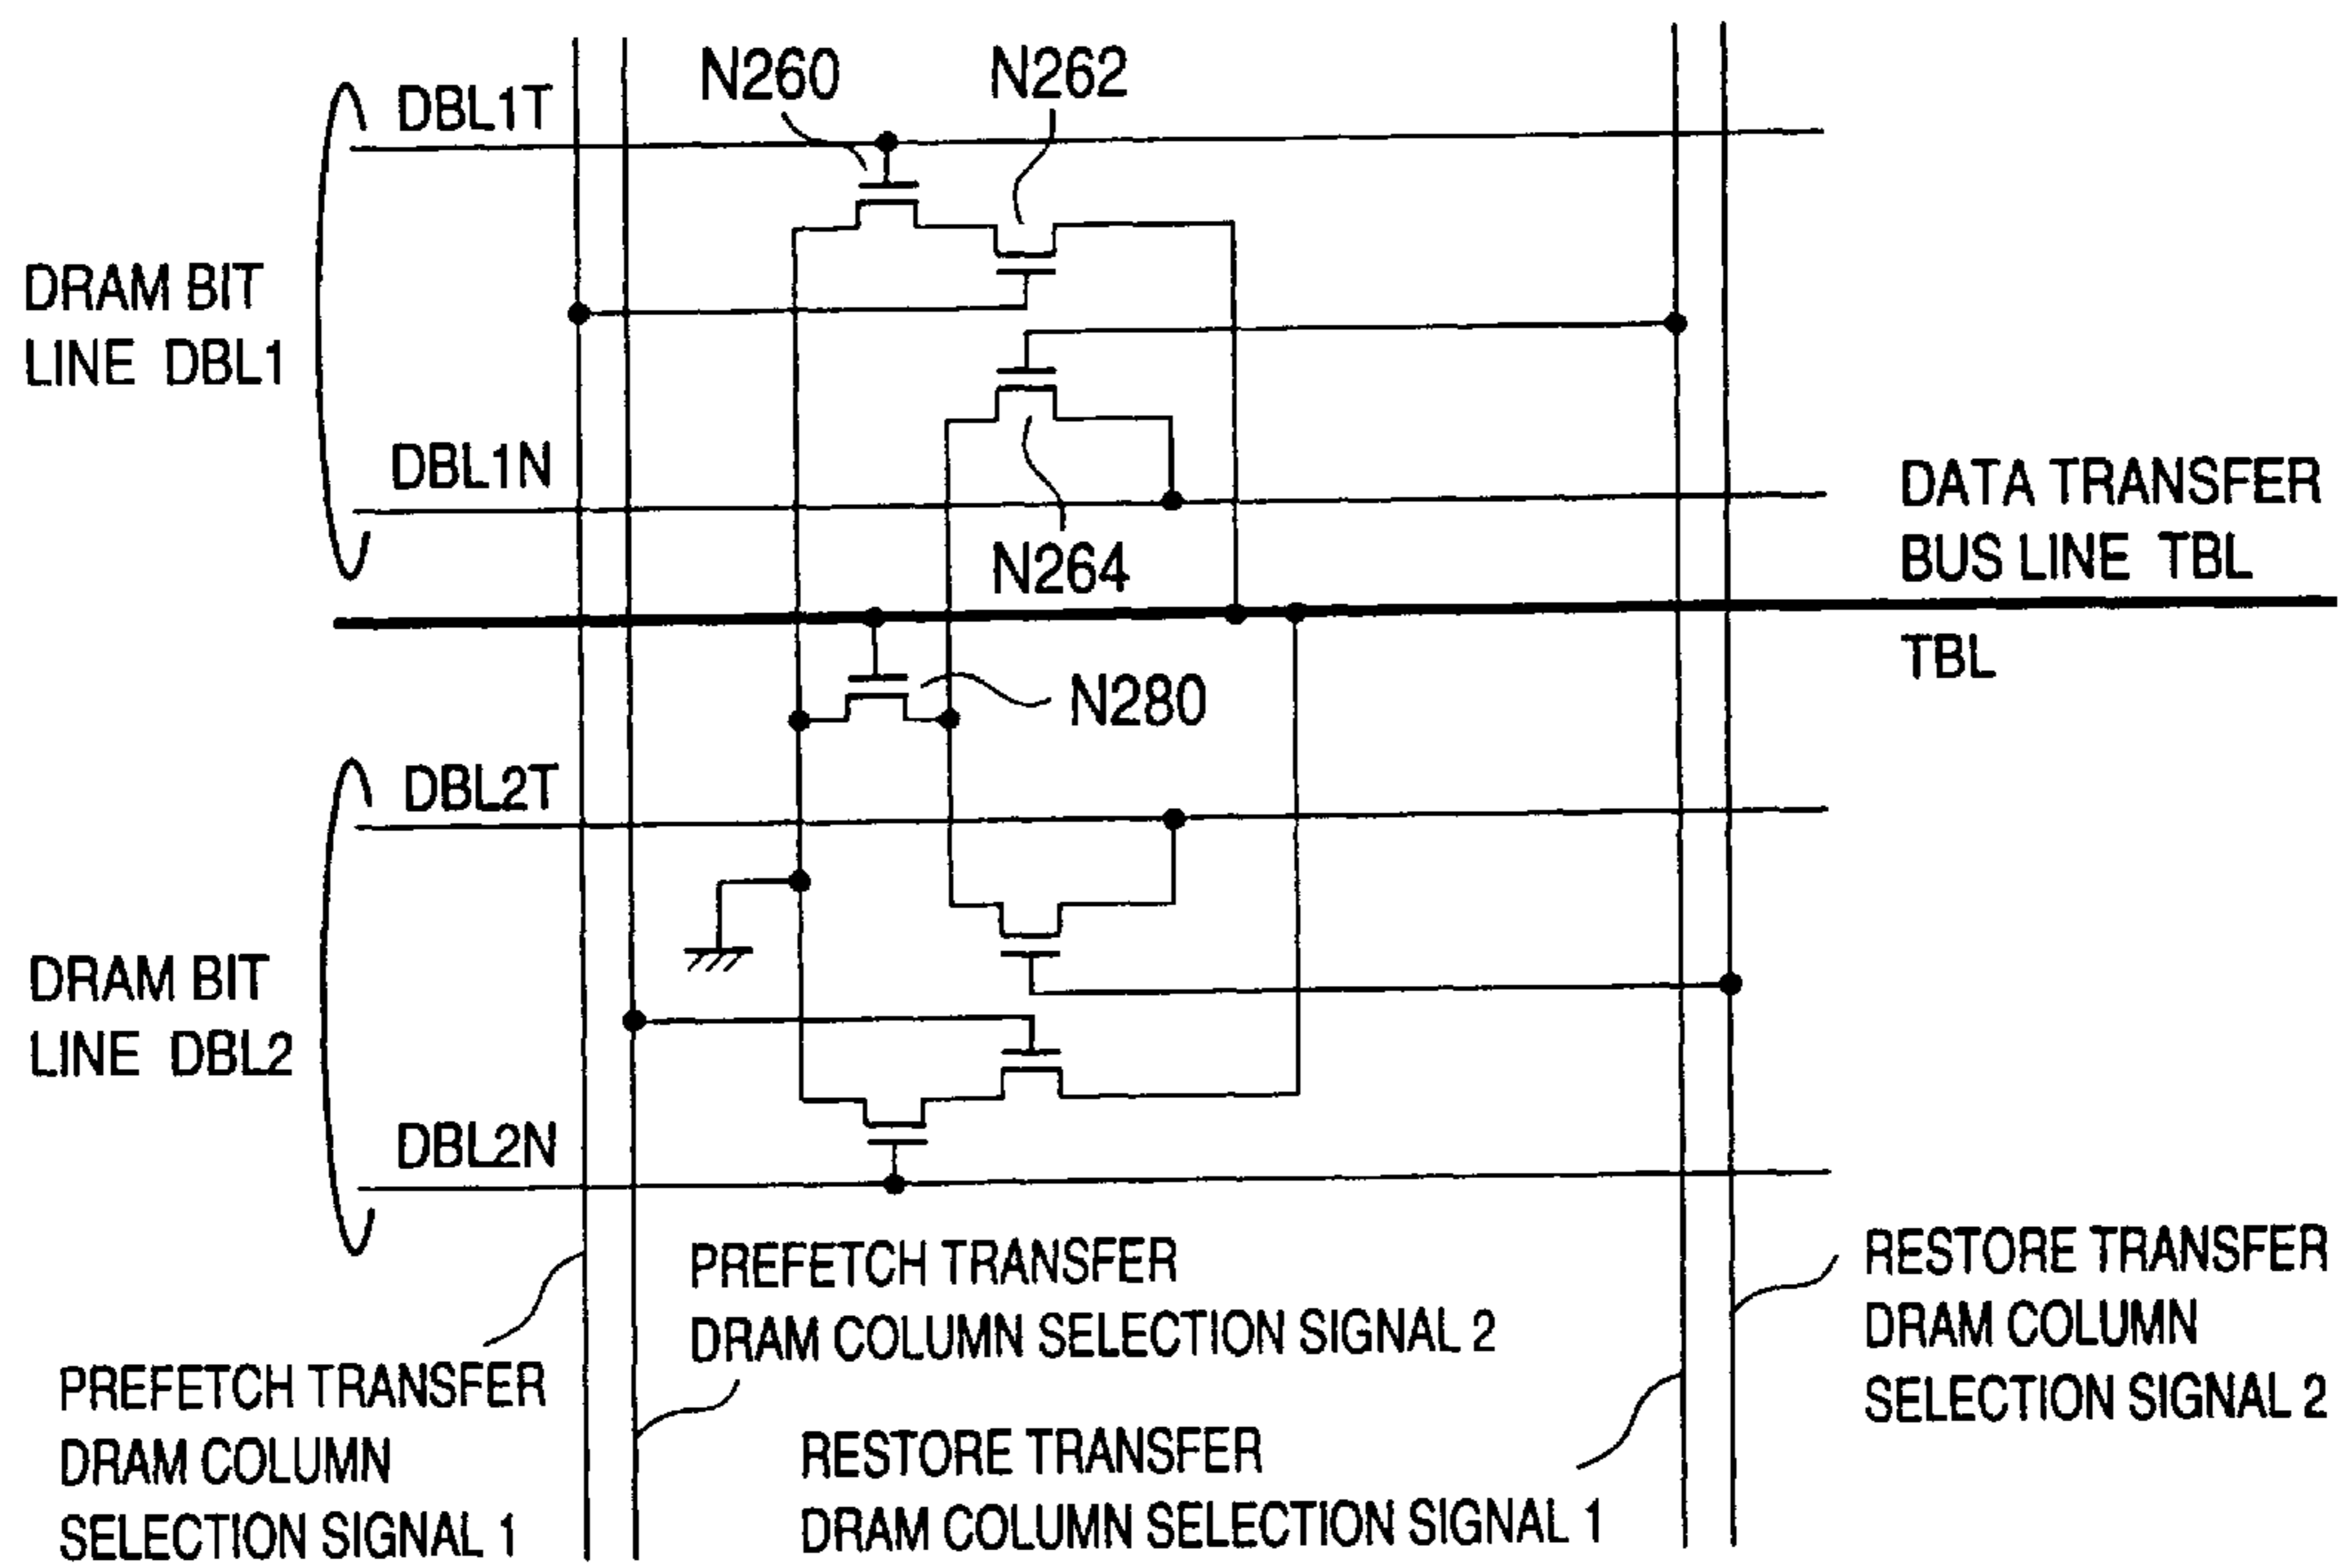 N260
N262
DBL1T
DRAM BIT
LINE DBL1
DBL1N
N264
DATA TRANSFER
BUS LINE TBL
TBL
N280
DBL2T
DRAM BIT
LINE DBL2
DBL2N
PREFETCH TRANSFER
DRAM COLUMN SELECTION SIGNAL 2
RESTORE TRANSFER
DRAM COLUMN
SELECTION SIGNAL 2
PREFETCH TRANSFER
DRAM COLUMN
SELECTION SIGNAL 1
RESTORE TRANSFER
DRAM COLUMN SELECTION SIGNAL 1